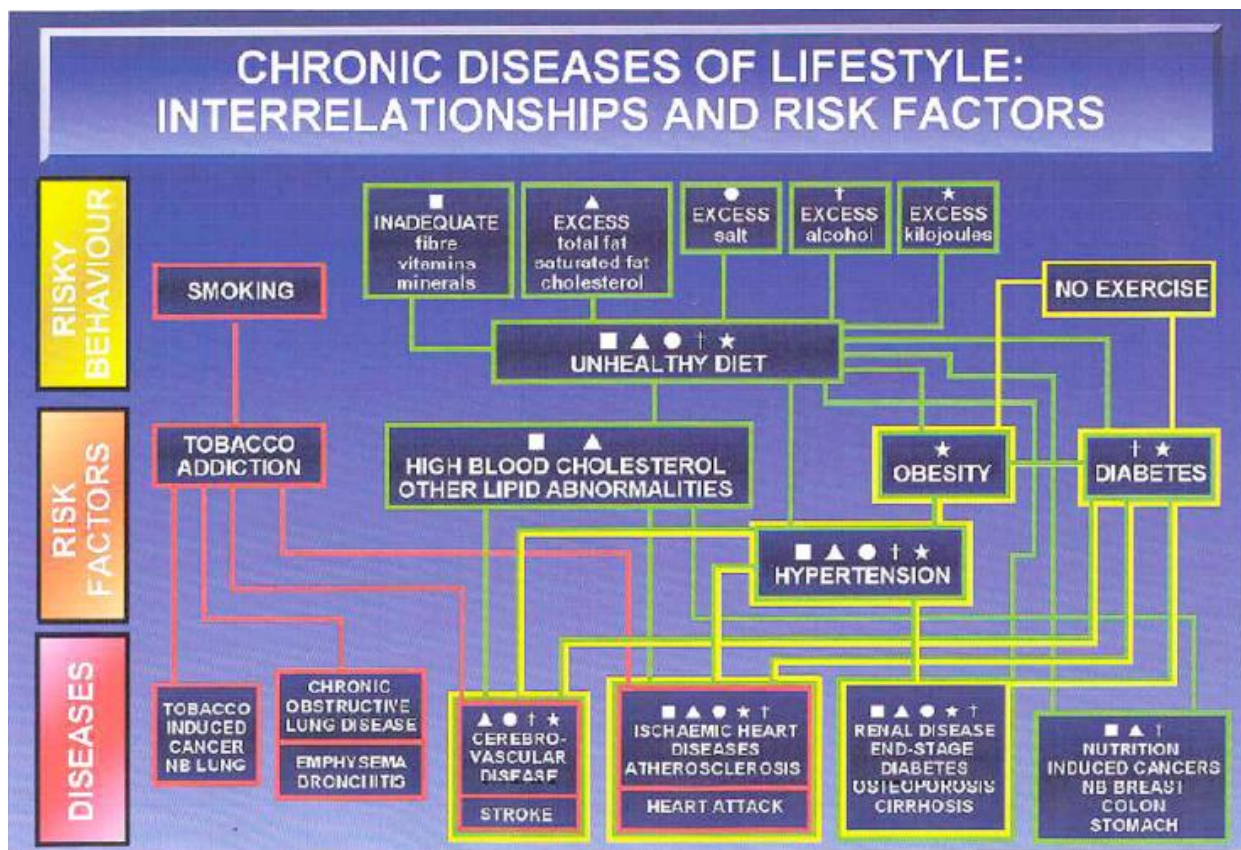 CHRONIC DISEASES OF LIFESTYLE:
INTERRELATIONSHIPS AND RISK FACTORS
RISKY
BEHAVIOUR
■
INADEQUATE
fibre
vitamins
minerals
▲
EXCESS
total fat
saturated fat
cholesterol
●
EXCESS
salt
†
EXCESS
alcohol
★
EXCESS
kilojoules
SMOKING
NO EXERCISE
■ ▲ ● † ★
UNHEALTHY DIET
RISK
FACTORS
TOBACCO
ADDICTION
■ ▲
HIGH BLOOD CHOLESTEROL
OTHER LIPID ABNORMALITIES
★
OBESITY
† ★
DIABETES
■ ▲ ● † ★
HYPERTENSION
DISEASES
TOBACCO
INDUCED
CANCER
NB LUNG
CHRONIC
OBSTRUCTIVE
LUNG DISEASE
EMPHYSEMA
BRONCHITIS
▲ ● † ★
CEREBRO-
VASCULAR
DISEASE
STROKE
■ ▲ ● ★ †
ISCHAEMIC HEART
DISEASES
ATHEROSCLEROSIS
HEART ATTACK
■ ▲ ● ★ †
RENAL DISEASE
END-STAGE
DIABETES
OSTEOPOROSIS
CIRRHOSIS
■ ▲ †
NUTRITION
INDUCED CANCERS
NB BREAST
COLON
STOMACH